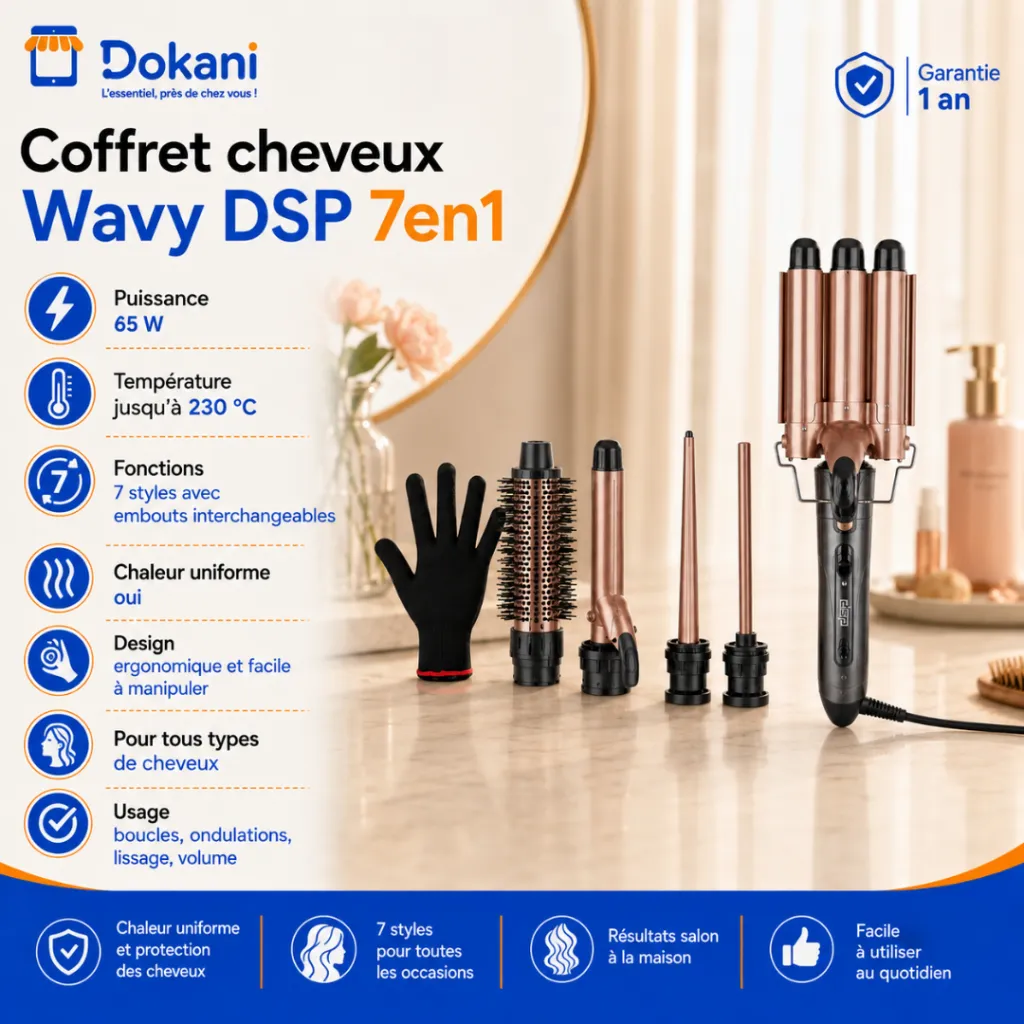 Dokani
L'essentiel, près de chez vous !
Garantie
1 an
Coffret cheveux
Wavy DSP 7en1
Puissance
65 W
Température
jusqu'à 230 °C
7
Fonctions
7 styles avec
embouts interchangeables
Chaleur uniforme
oui
Design
ergonomique et facile
à manipuler
Pour tous types
de cheveux
Usage
boucles, ondulations,
lissage, volume
dsp
Chaleur uniforme
et protection
des cheveux
7 styles
pour toutes
les occasions
Résultats salon
à la maison
Facile
à utiliser
au quotidien